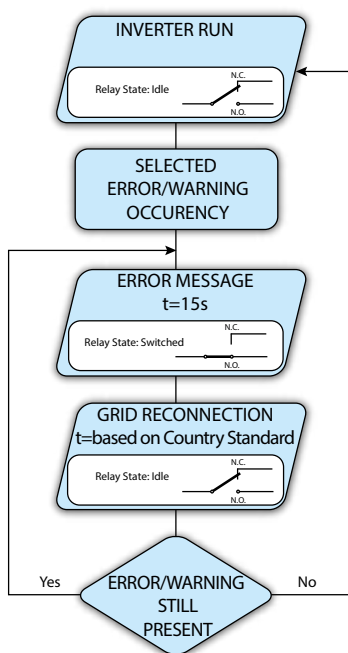 INVERTER RUN
N.C.
Relay State: Idle
N.O.
SELECTED
ERROR/WARNING
OCCURENCY
ERROR MESSAGE
t=15s
N.C.
Relay State: Switched
N.O.
GRID RECONNECTION
t=based on Country Standard
N.C.
Relay State: Idle
N.O.
Yes
No
ERROR/WARNING
STILL
PRESENT